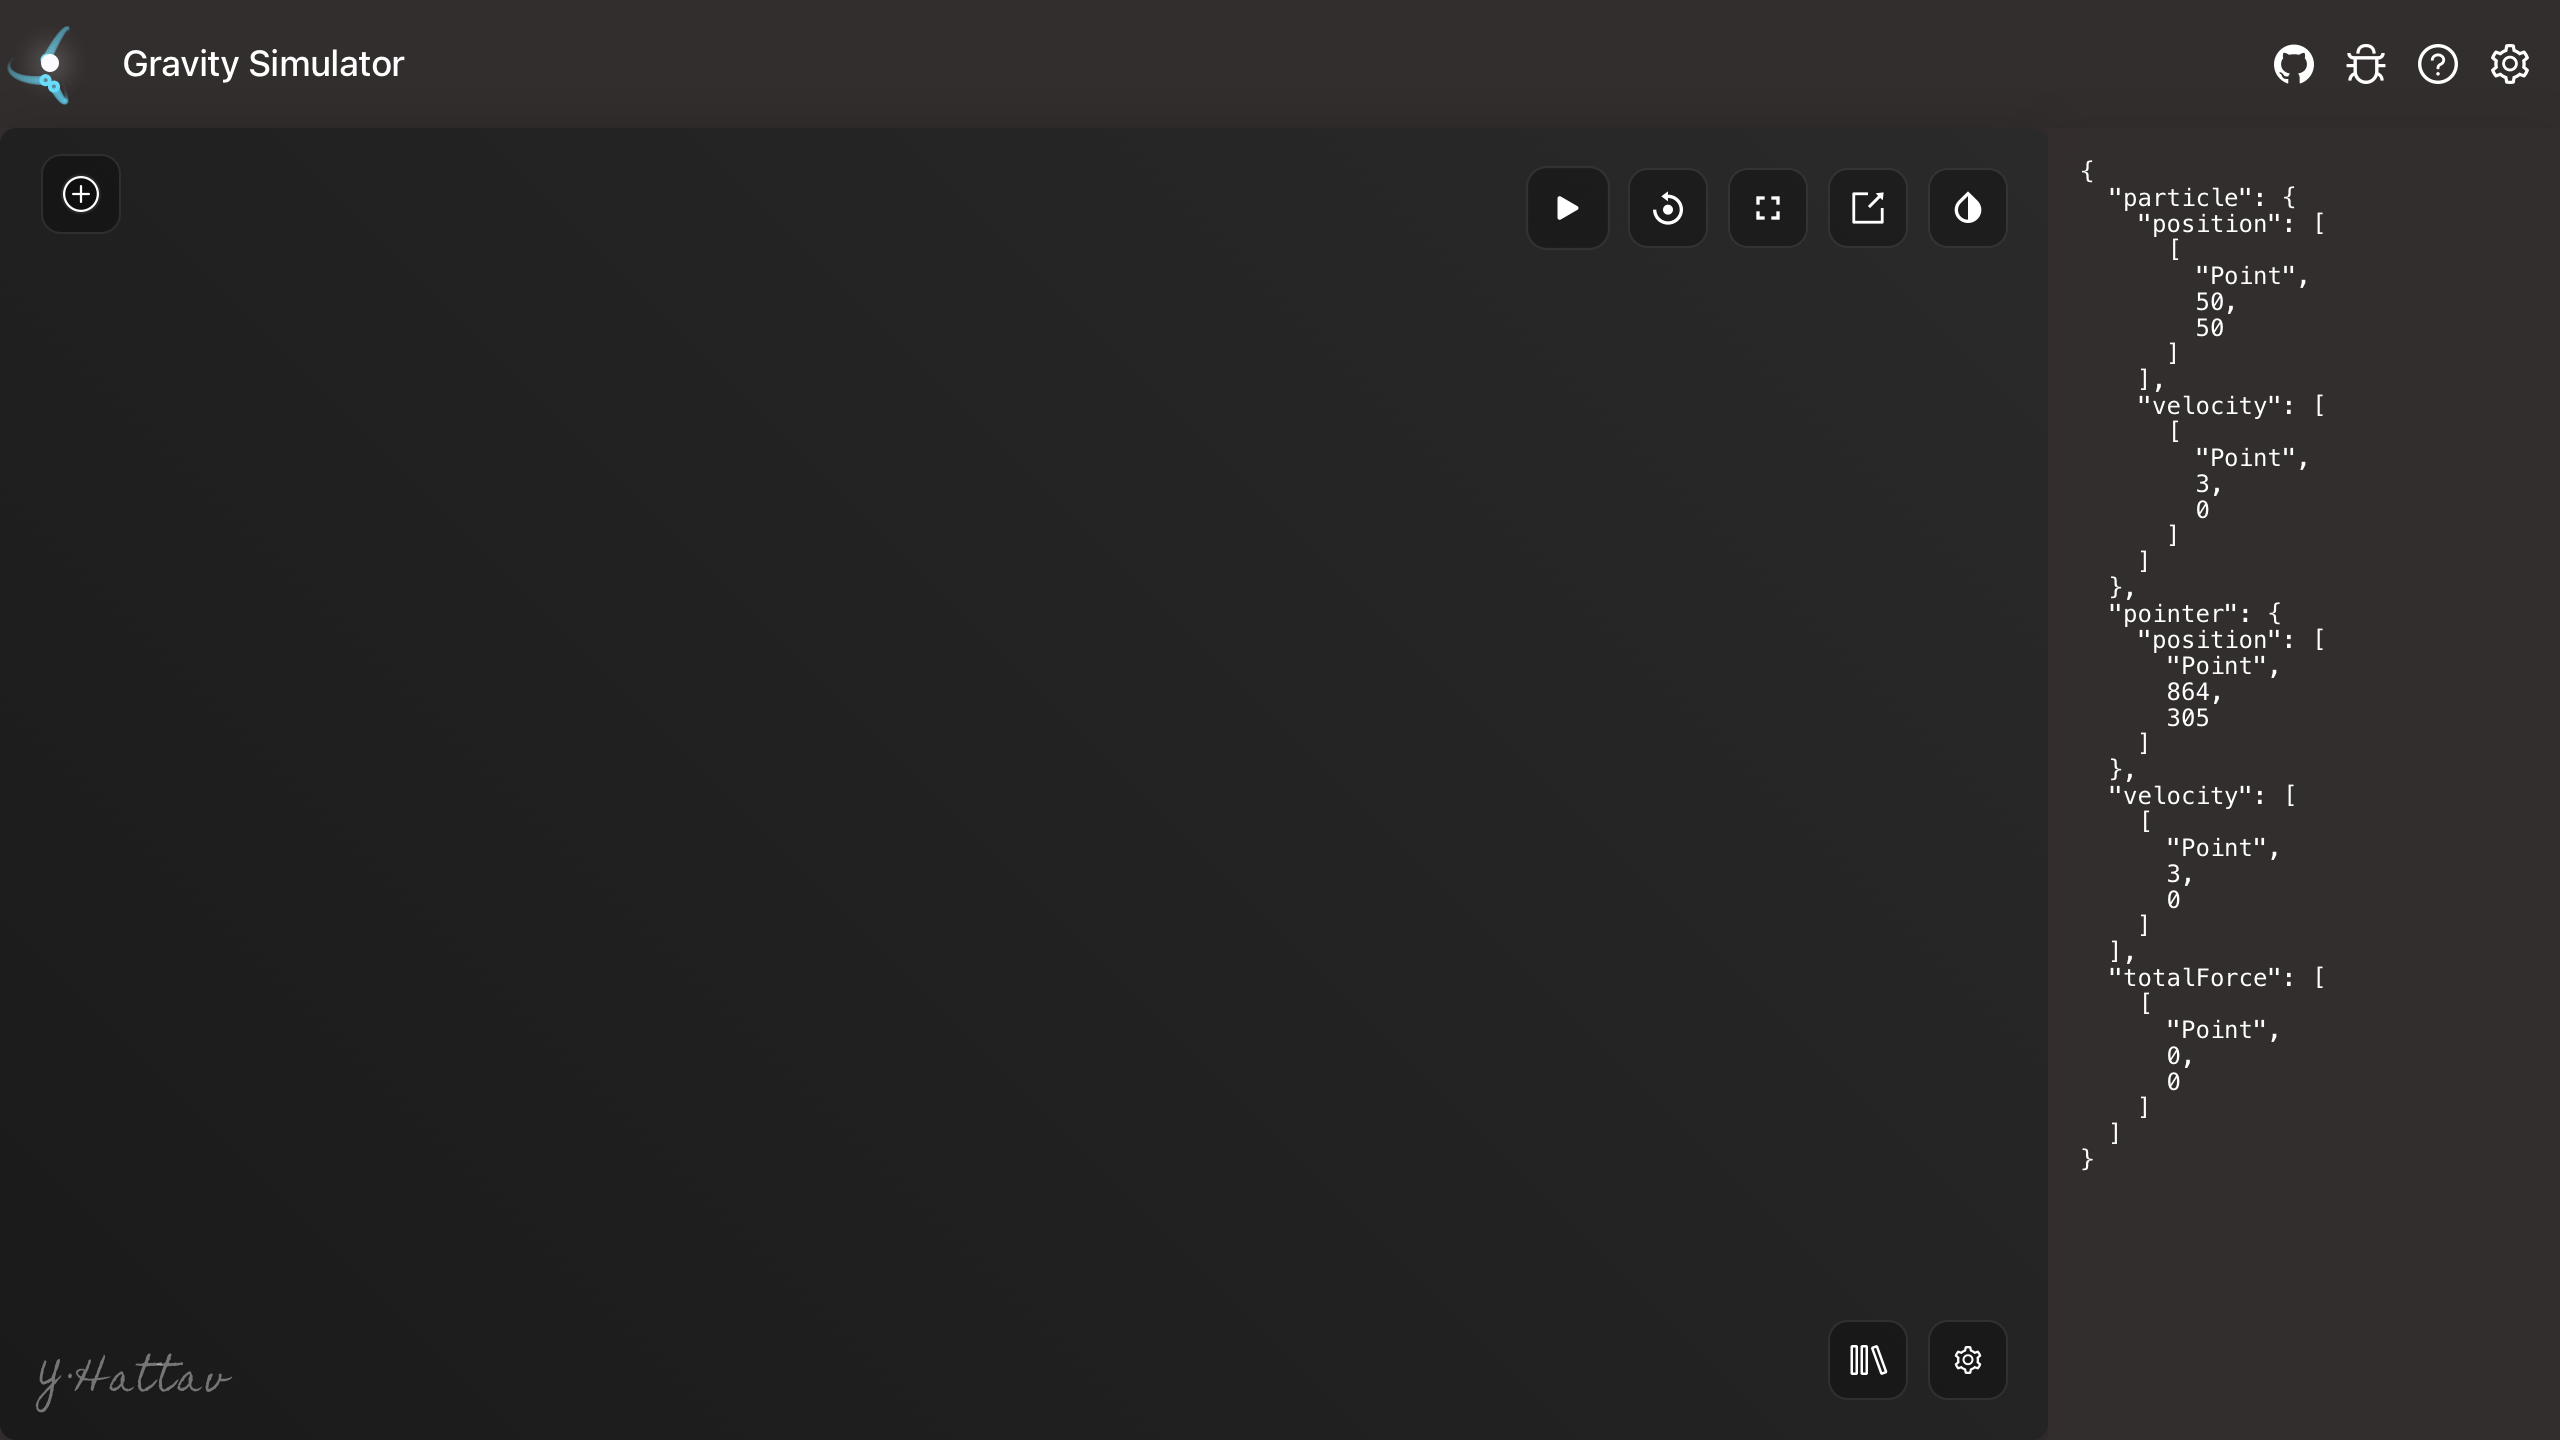 Gravity Simulator
{
"particle": {
"position": [
[
"Point",
50,
50
]
],
"velocity": [
[
"Point",
3,
0
]
]
},
"pointer": {
"position": [
"Point",
864,
305
]
},
"velocity": [
[
"Point",
3,
0
]
],
"totalForce": [
[
"Point",
0,
0
]
]
}
Y.Hattav